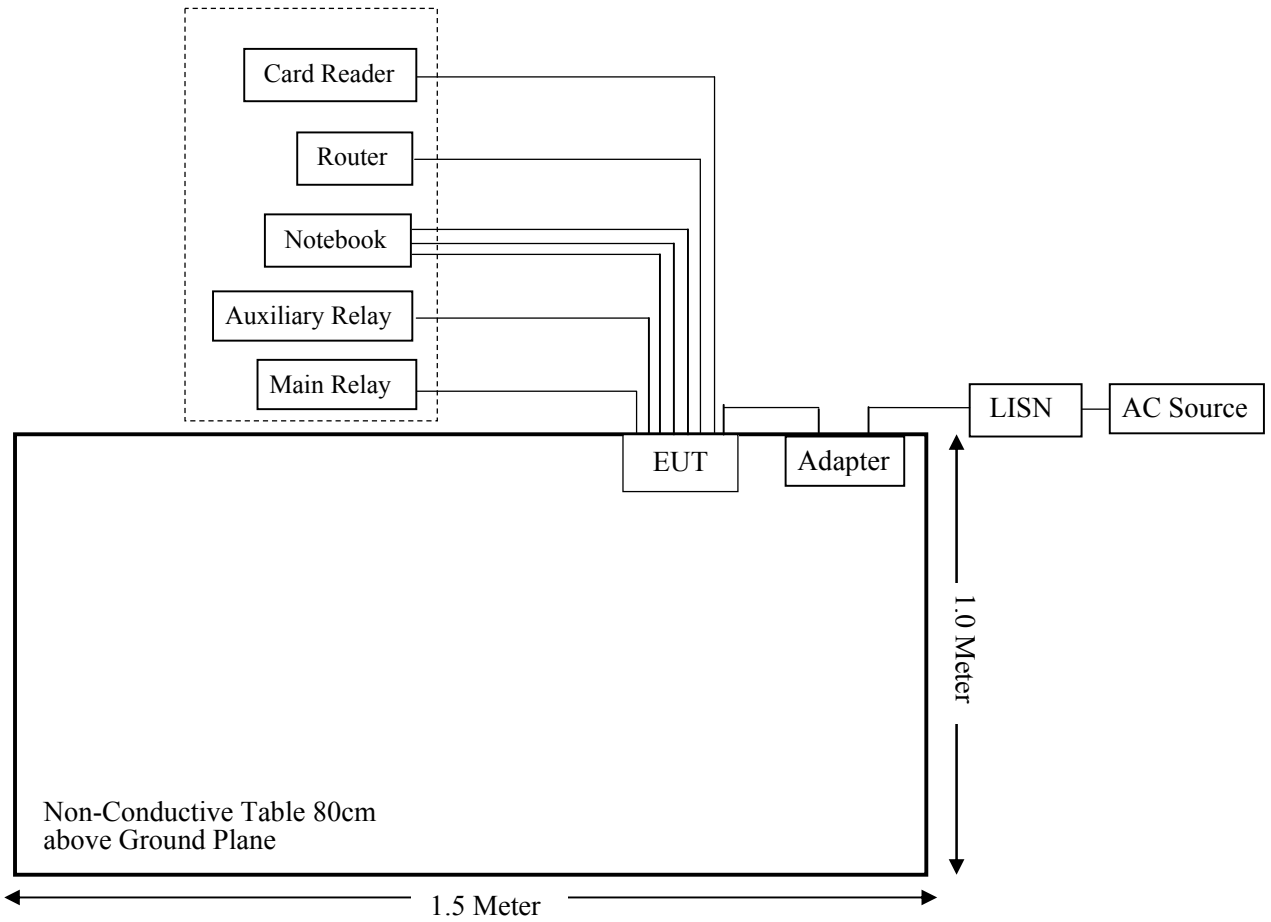 Card Reader
Router
Notebook
Auxiliary Relay
Main Relay
LISN
AC Source
EUT
Adapter
1.0 Meter
Non-Conductive Table 80cm
above Ground Plane
1.5 Meter